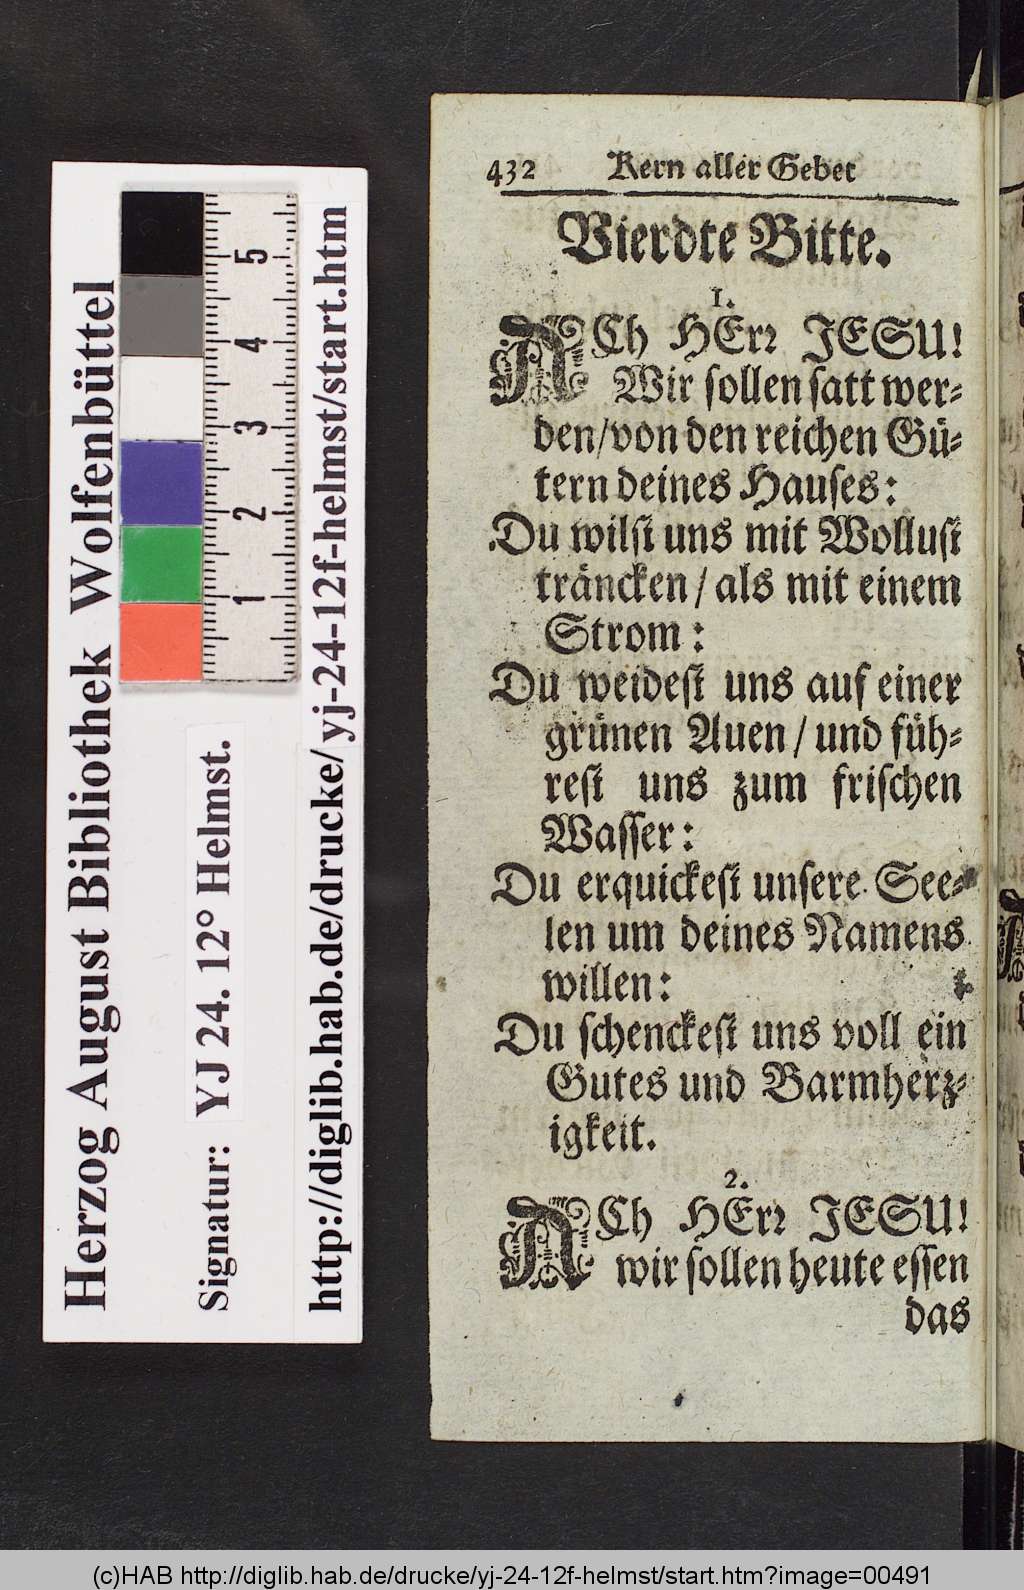 432 Kern aller Gebet
Vierdte Bitte.
1.
ACh HErr JESU!
Wir sollen satt wer-
den/von den reichen Gü-
tern deines Hauses:
Du wilst uns mit Wollust
träncken/als mit einem
Strom:
Du weidest uns auf einer
grünen Auen/und füh-
rest uns zum frischen
Wasser:
Du erquickest unsere See-
len um deines Namens
willen:
Du schenckest uns voll ein
Gutes und Barmherz-
igkeit.
2.
ACh HErr JESU!
wir sollen heute essen
das
Herzog August Bibliothek Wolfenbüttel
Signatur: YJ 24. 12° Helmst.
http://diglib.hab.de/drucke/yj-24-12f-helmst/start.htm
1 2 3 4 5
(c)HAB http://diglib.hab.de/drucke/yj-24-12f-helmst/start.htm?image=00491